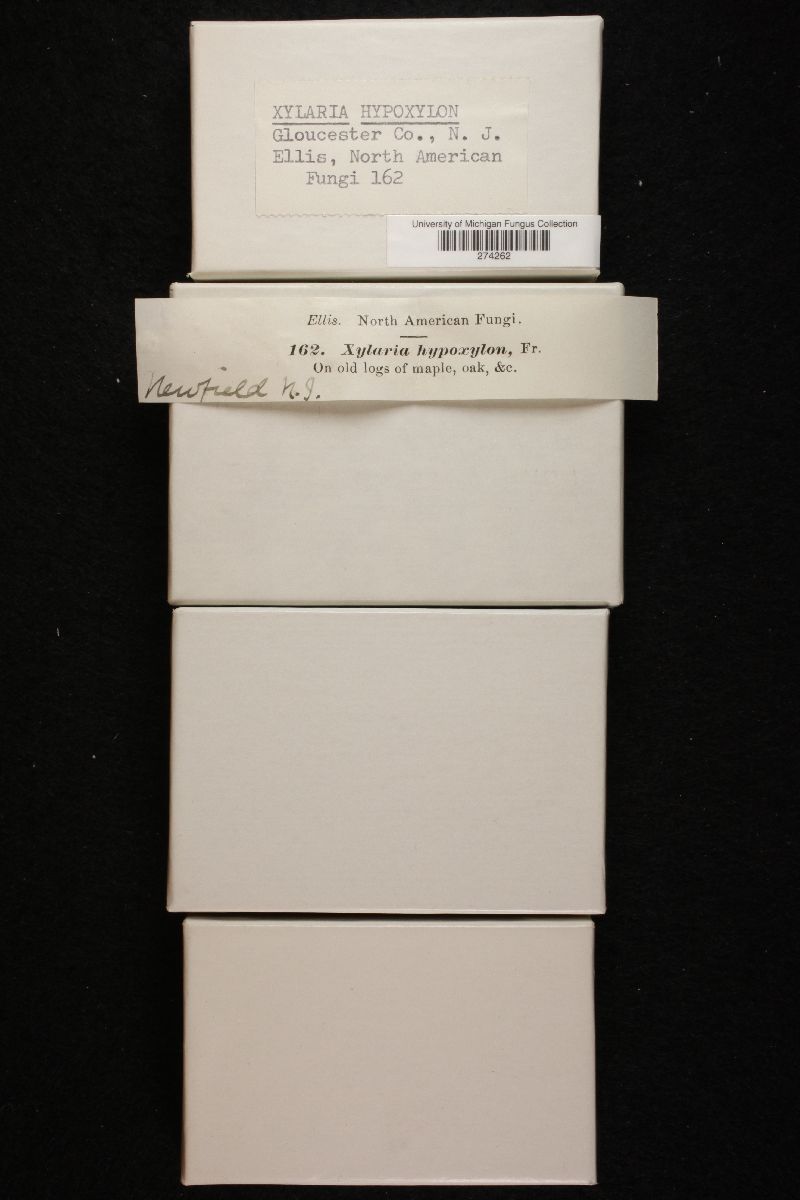 XYLARIA HYPOXYLON
Gloucester Co., N. J.
Ellis, North American
Fungi 162
University of Michigan Fungus Collection
274262
Ellis. North American Fungi.
162. Xylaria hypoxylon, Fr.
On old logs of maple, oak, &c.
Newfield N.J.